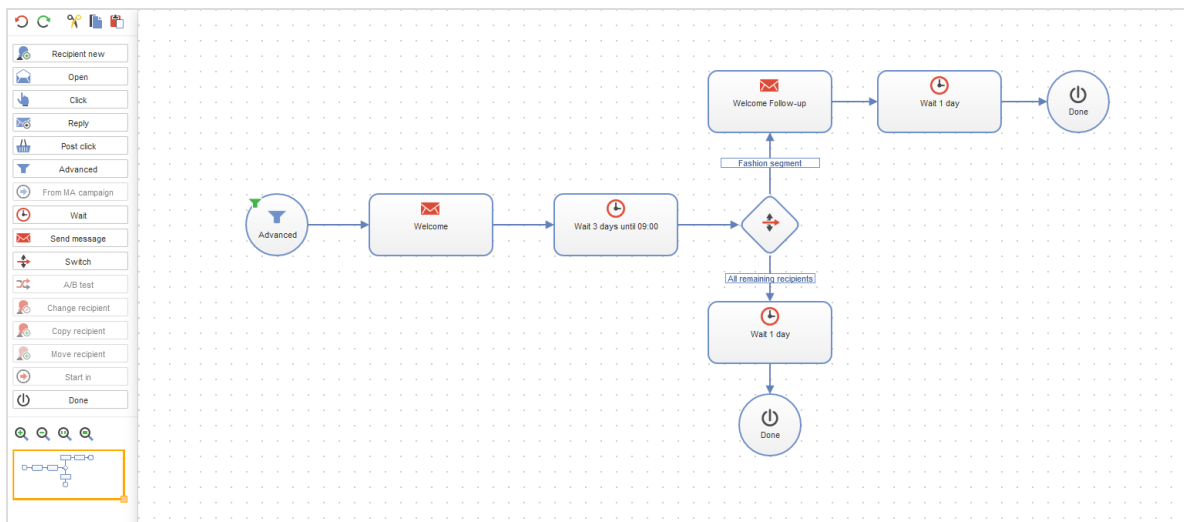 Recipient new
Open
Click
Reply
Post click
Advanced
From MA campaign
Wait
Send message
Switch
A/B test
Change recipient
Copy recipient
Move recipient
Start in
Done
Welcome Follow-up
Wait 1 day
Done
Fashion segment
Advanced
Welcome
Wait 3 days until 09:00
All remaining recipients
Wait 1 day
Done